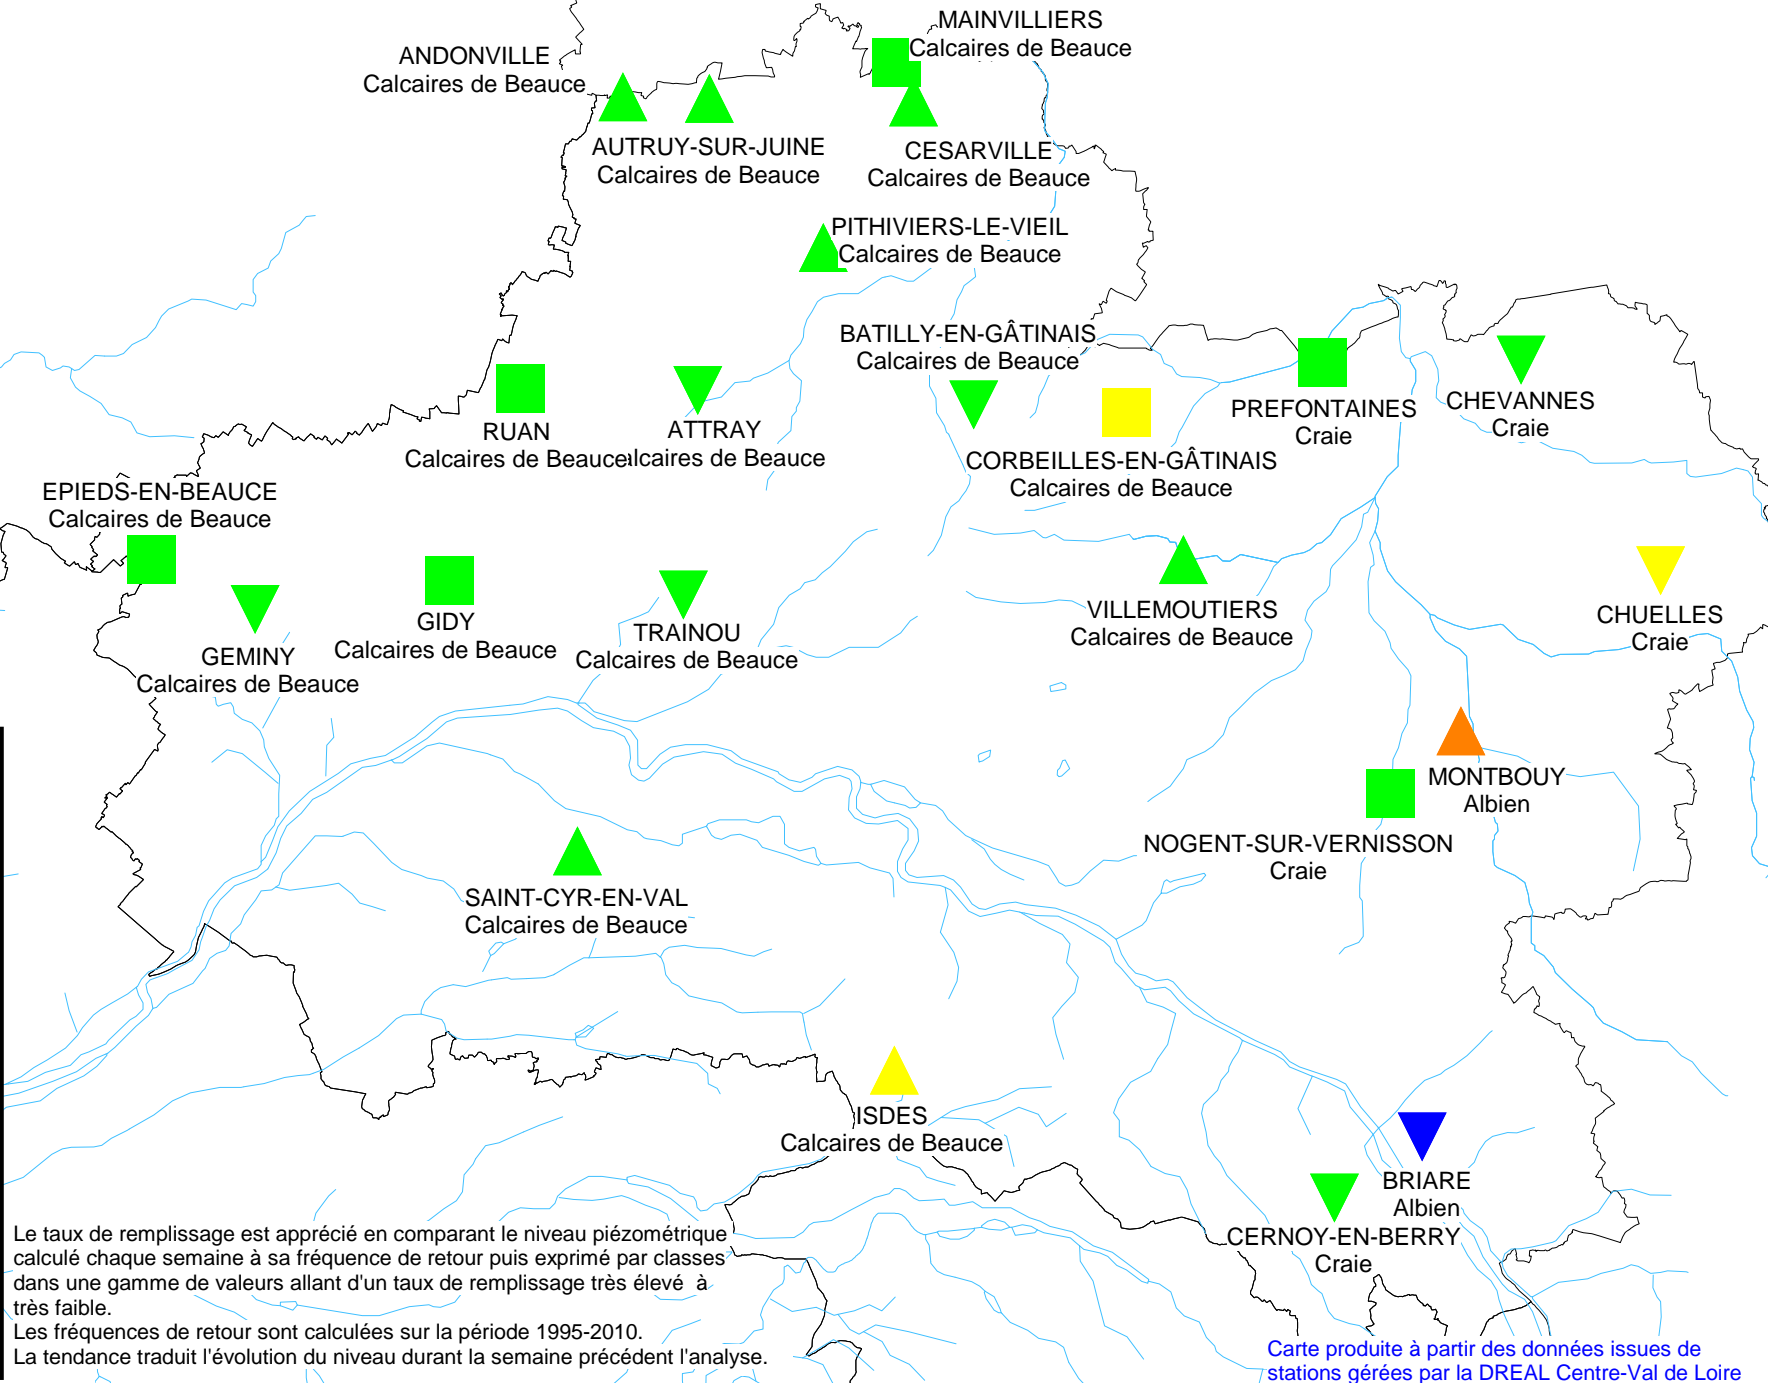 MAINVILLIERS
Calcaires de Beauce
ANDONVILLE
Calcaires de Beauce
AUTRUY-SUR-JUINE
Calcaires de Beauce
CESARVILLE
Calcaires de Beauce
PITHIVIERS-LE-VIEIL
Calcaires de Beauce
BATILLY-EN-GÂTINAIS
Calcaires de Beauce
RUAN
Calcaires de Beauce
ATTRAY
alcaires de Beauce
PREFONTAINES
Craie
CHEVANNES
Craie
CORBEILLES-EN-GÂTINAIS
Calcaires de Beauce
EPIEDS-EN-BEAUCE
Calcaires de Beauce
GEMINY
Calcaires de Beauce
GIDY
Calcaires de Beauce
TRAINOU
Calcaires de Beauce
VILLEMOUTIERS
Calcaires de Beauce
CHUELLES
Craie
MONTBOUY
Albien
NOGENT-SUR-VERNISSON
Craie
SAINT-CYR-EN-VAL
Calcaires de Beauce
ISDES
Calcaires de Beauce
BRIARE
Albien
CERNOY-EN-BERRY
Craie
Le taux de remplissage est apprécié en comparant le niveau piézométrique
calculé chaque semaine à sa fréquence de retour puis exprimé par classes
dans une gamme de valeurs allant d'un taux de remplissage très élevé à
très faible.
Les fréquences de retour sont calculées sur la période 1995-2010.
La tendance traduit l'évolution du niveau durant la semaine précédent l'analyse.
Carte produite à partir des données issues de
stations gérées par la DREAL Centre-Val de Loire